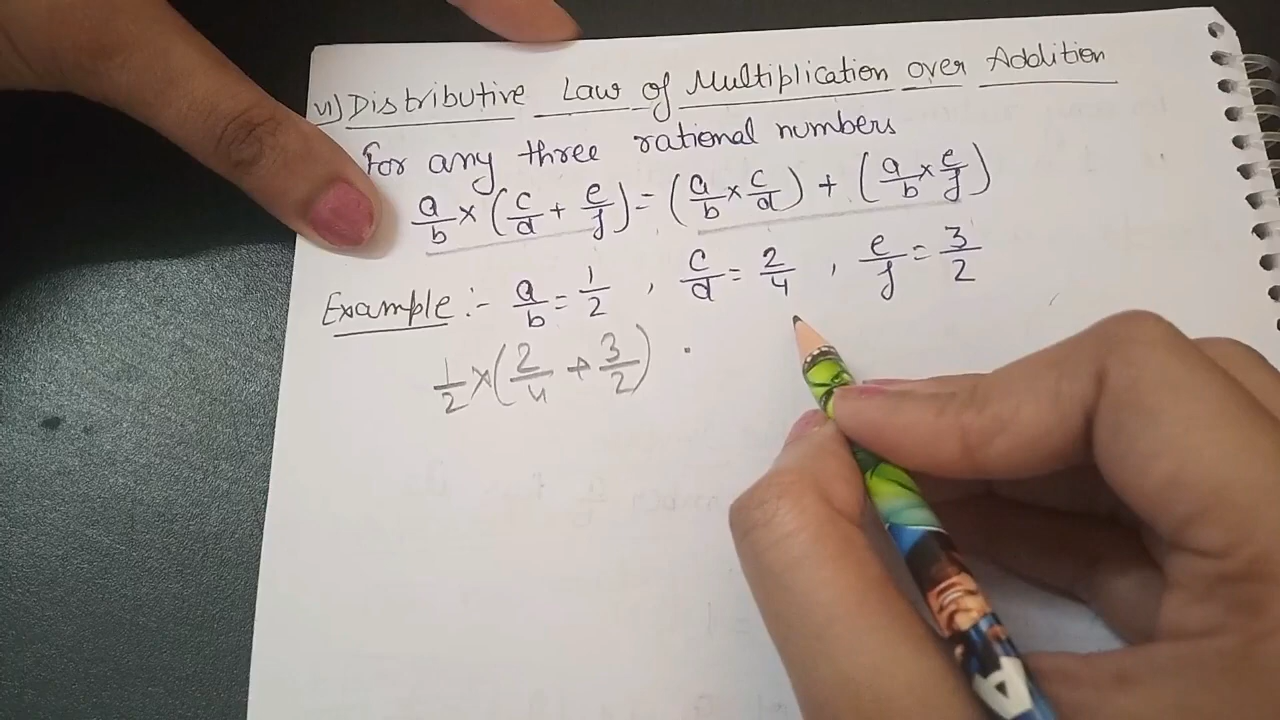 vi) Distributive Law of Multiplication over Addition
For any three rational numbers
a/b × (c/d + e/f) = (a/b × c/d) + (a/b × e/f)
Example :- a/b = 1/2 , c/d = 2/4 , e/f = 3/2
1/2 × (2/4 + 3/2)
A